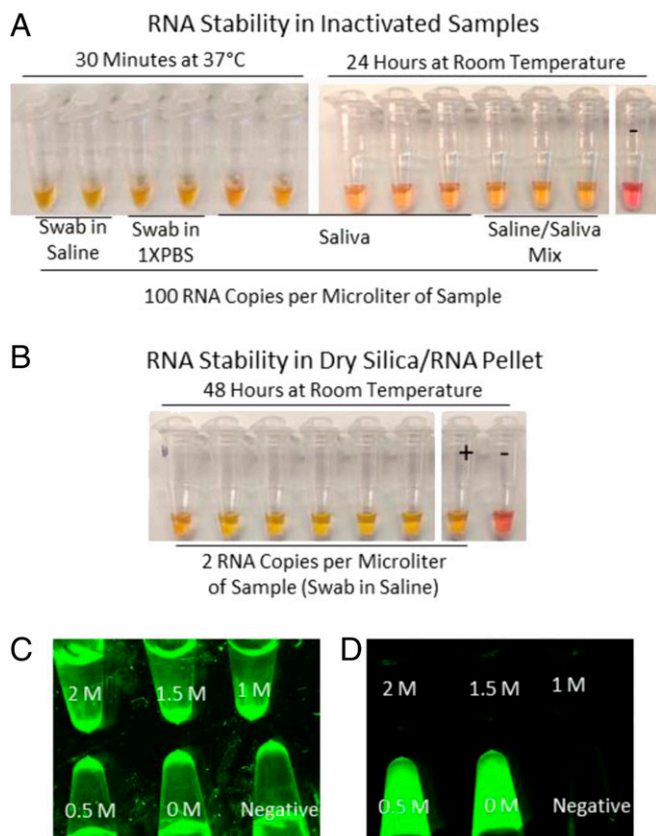 A
RNA Stability in Inactivated Samples
30 Minutes at 37°C
24 Hours at Room Temperature
-
Swab in
Saline
Swab in
1XPBS
Saliva
Saline/Saliva
Mix
100 RNA Copies per Microliter of Sample
B
RNA Stability in Dry Silica/RNA Pellet
48 Hours at Room Temperature
+
-
2 RNA Copies per Microliter
of Sample (Swab in Saline)
C
2 M
1.5 M
1 M
0.5 M
0 M
Negative
D
2 M
1.5 M
1 M
0.5 M
0 M
Negative